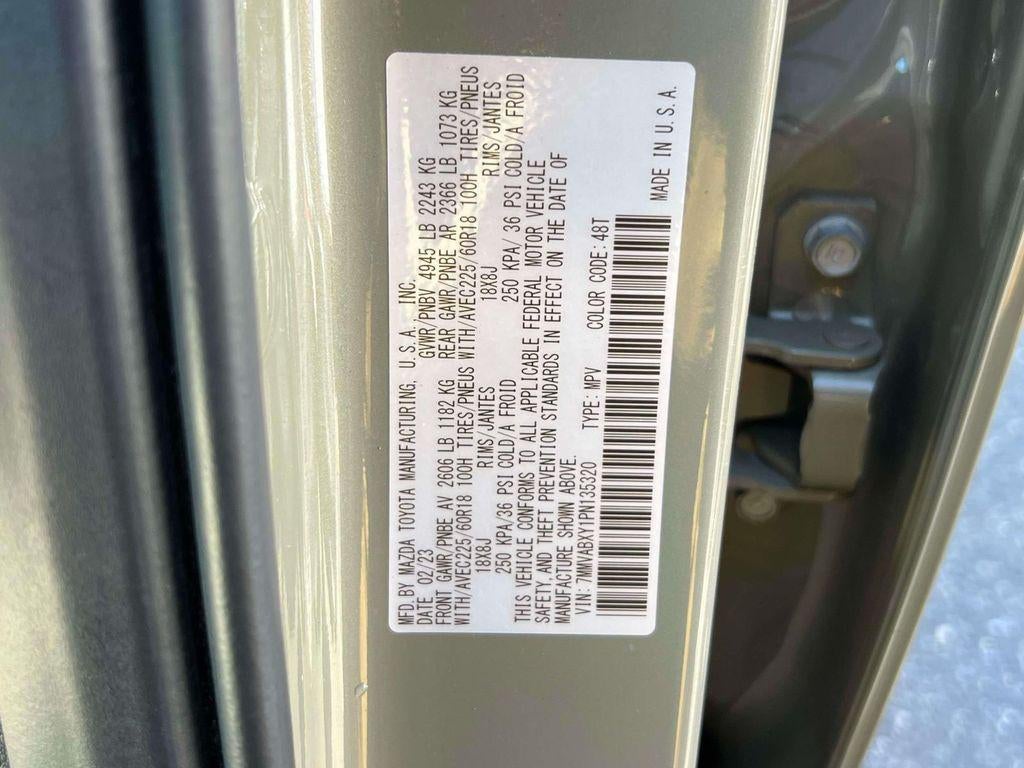 MFD.BY MAZDA TOYOTA MANUFACTURING, U.S.A., INC.
DATE 02/23 GVWR/PNBV 4945 LB 2243 KG
FRONT GAWR/PNBE AV 2606 LB 1182 KG REAR GAWR/PNBE AR 2366 LB 1073 KG
WITH/AVEC225/60R18 100H TIRES/PNEUS WITH/AVEC225/60R18 100H TIRES/PNEUS
18X8J RIMS/JANTES 18X8J RIMS/JANTES
250 KPA/36 PSI COLD/A FROID 250 KPA/ 36 PSI COLD/A FROID
THIS VEHICLE CONFORMS TO ALL APPLICABLE FEDERAL MOTOR VEHICLE
SAFETY, AND THEFT PREVENTION STANDARDS IN EFFECT ON THE DATE OF
MANUFACTURE SHOWN ABOVE.
VIN: 7MMVABXY1PN135320 TYPE: MPV COLOR CODE:48T
MADE IN U.S.A.